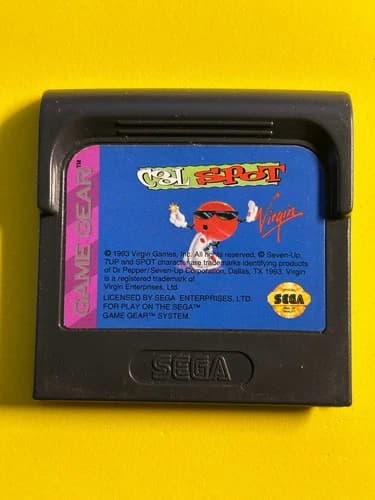 GAME GEAR™
COOL SPOT
Virgin
© 1993 Virgin Games, Inc. All rights reserved, © Seven-Up,
7UP and SPOT character are trademarks identifying products
of Dr Pepper/Seven-Up Corporation, Dallas, TX 1993. Virgin
is a registered trademark of
Virgin Enterprises, Ltd.
LICENSED BY SEGA ENTERPRISES, LTD.
FOR PLAY ON THE SEGA™
GAME GEAR™ SYSTEM.
SEGA
SEGA